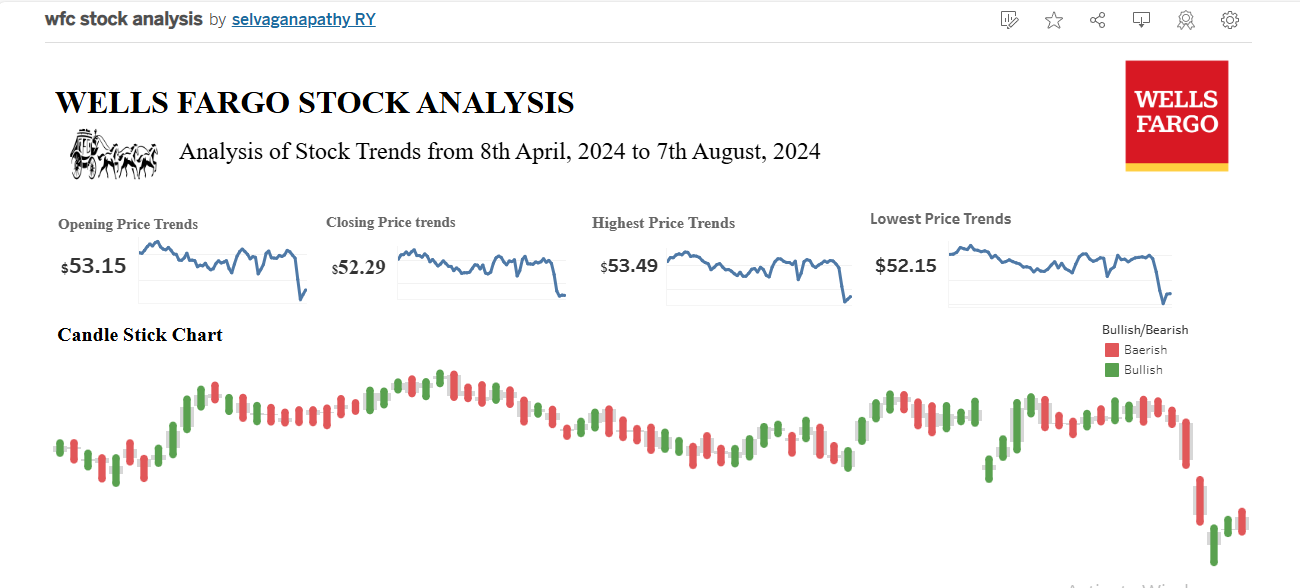 wfc stock analysis by selvaganapathy RY
WELLS FARGO STOCK ANALYSIS
Analysis of Stock Trends from 8th April, 2024 to 7th August, 2024
WELLS
FARGO
Opening Price Trends
$53.15
Closing Price trends
$52.29
Highest Price Trends
$53.49
Lowest Price Trends
$52.15
Candle Stick Chart
Bullish/Bearish
Baerish
Bullish